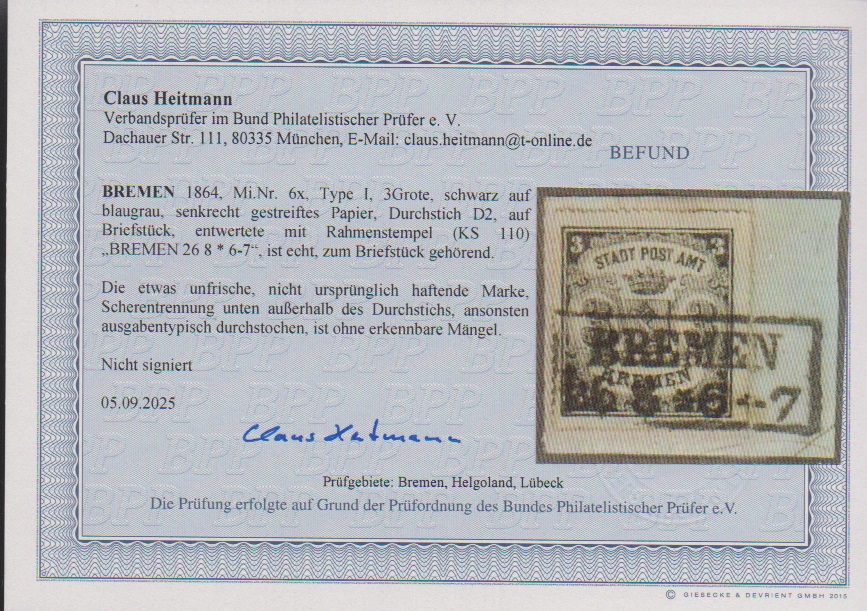 Claus Heitmann
Verbandsprüfer im Bund Philatelistischer Prüfer e. V.
Dachauer Str. 111, 80335 München, E-Mail: claus.heitmann@t-online.de
BEFUND
BREMEN 1864, Mi.Nr. 6x, Type I, 3Grote, schwarz auf
blaugrau, senkrecht gestreiftes Papier, Durchstich D2, auf
Briefstück, entwertete mit Rahmenstempel (KS 110)
„BREMEN 26 8 * 6-7“, ist echt, zum Briefstück gehörend.
Die etwas unfrische, nicht ursprünglich haftende Marke,
Scherentrennung unten außerhalb des Durchstichs, ansonsten
ausgabentypisch durchstochen, ist ohne erkennbare Mängel.
Nicht signiert
05.09.2025
Claus Heitmann
3 3
STADT POST AMT
BREMEN
BREMEN
26 8 * 6--7
Prüfgebiete: Bremen, Helgoland, Lübeck
Die Prüfung erfolgte auf Grund der Prüfordnung des Bundes Philatelistischer Prüfer e.V.
© GIESECKE & DEVRIENT GMBH 2015